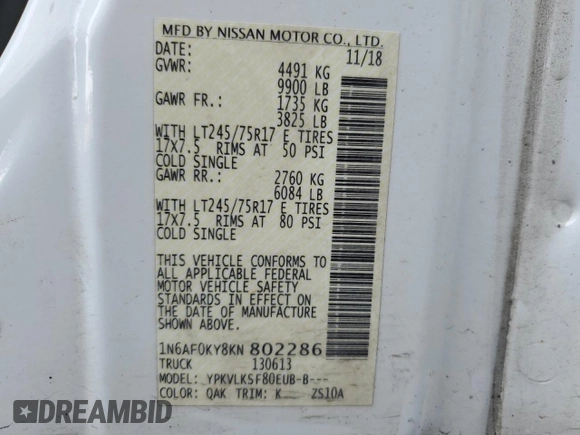 MFD BY NISSAN MOTOR CO., LTD.
DATE: 11/18
GVWR: 4491 KG
9900 LB
GAWR FR.: 1735 KG
3825 LB
WITH LT245/75R17 E TIRES
17X7.5 RIMS AT 50 PSI
COLD SINGLE
GAWR RR.: 2760 KG
6084 LB
WITH LT245/75R17 E TIRES
17X7.5 RIMS AT 80 PSI
COLD SINGLE
THIS VEHICLE CONFORMS TO
ALL APPLICABLE FEDERAL
MOTOR VEHICLE SAFETY
STANDARDS IN EFFECT ON
THE DATE OF MANUFACTURE
SHOWN ABOVE.
1N6AF0KY8KN802286
TRUCK 130613
MODEL: YPKVLKSF80EUB-B---
COLOR: QAK TRIM: K ZS10A
DREAMBID